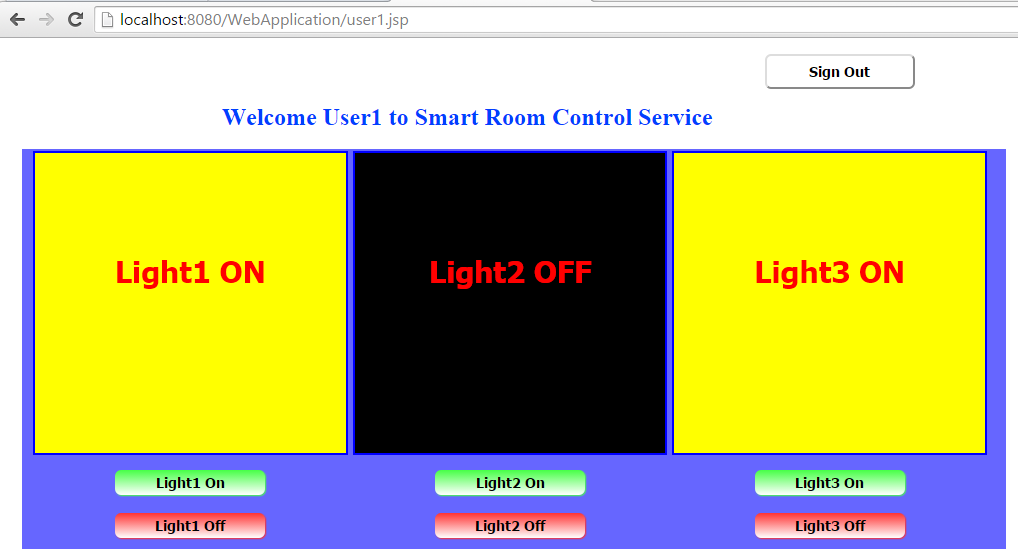 localhost:8080/WebApplication/user1.jsp
Sign Out
Welcome User1 to Smart Room Control Service
Light1 ON
Light2 OFF
Light3 ON
Light1 On
Light2 On
Light3 On
Light1 Off
Light2 Off
Light3 Off